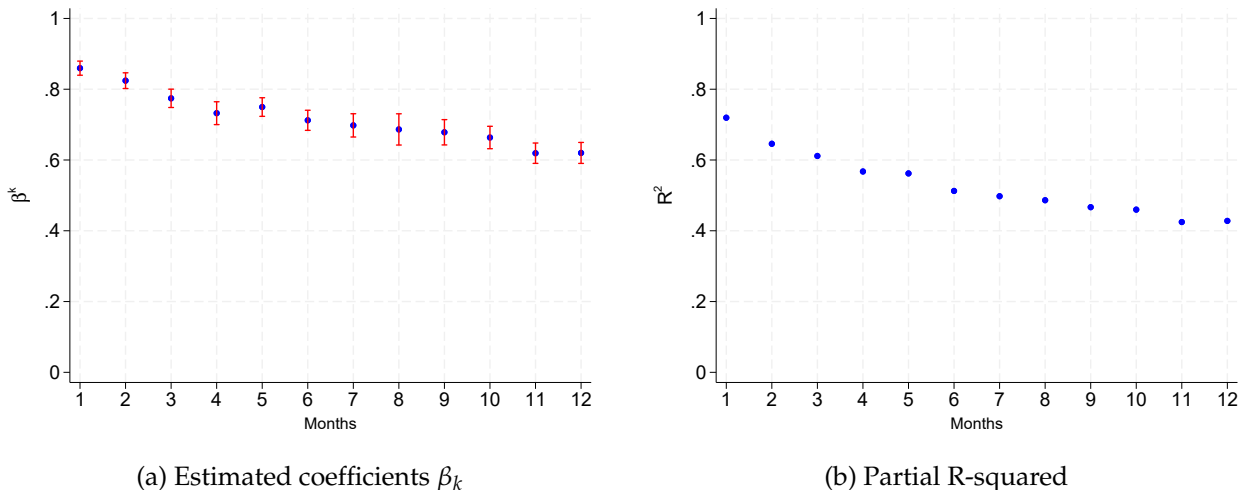 1
.8
.6
.4
.2
0
β^k
1 2 3 4 5 6 7 8 9 10 11 12
Months
(a) Estimated coefficients β_k
1
.8
.6
.4
.2
0
R²
1 2 3 4 5 6 7 8 9 10 11 12
Months
(b) Partial R-squared